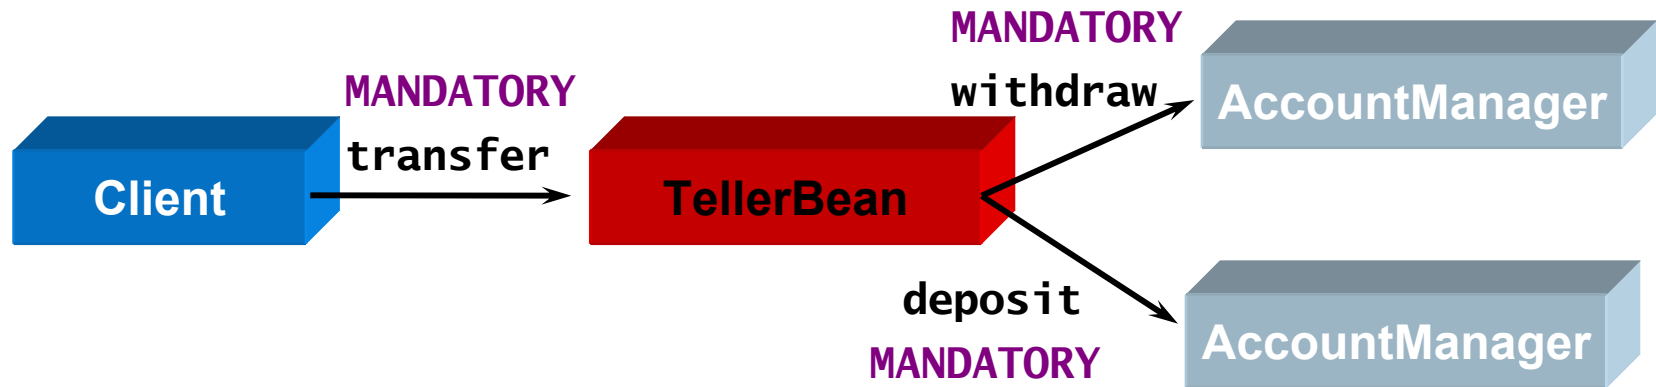 MANDATORY
transfer
Client
TellerBean
MANDATORY
withdraw
AccountManager
deposit
MANDATORY
AccountManager